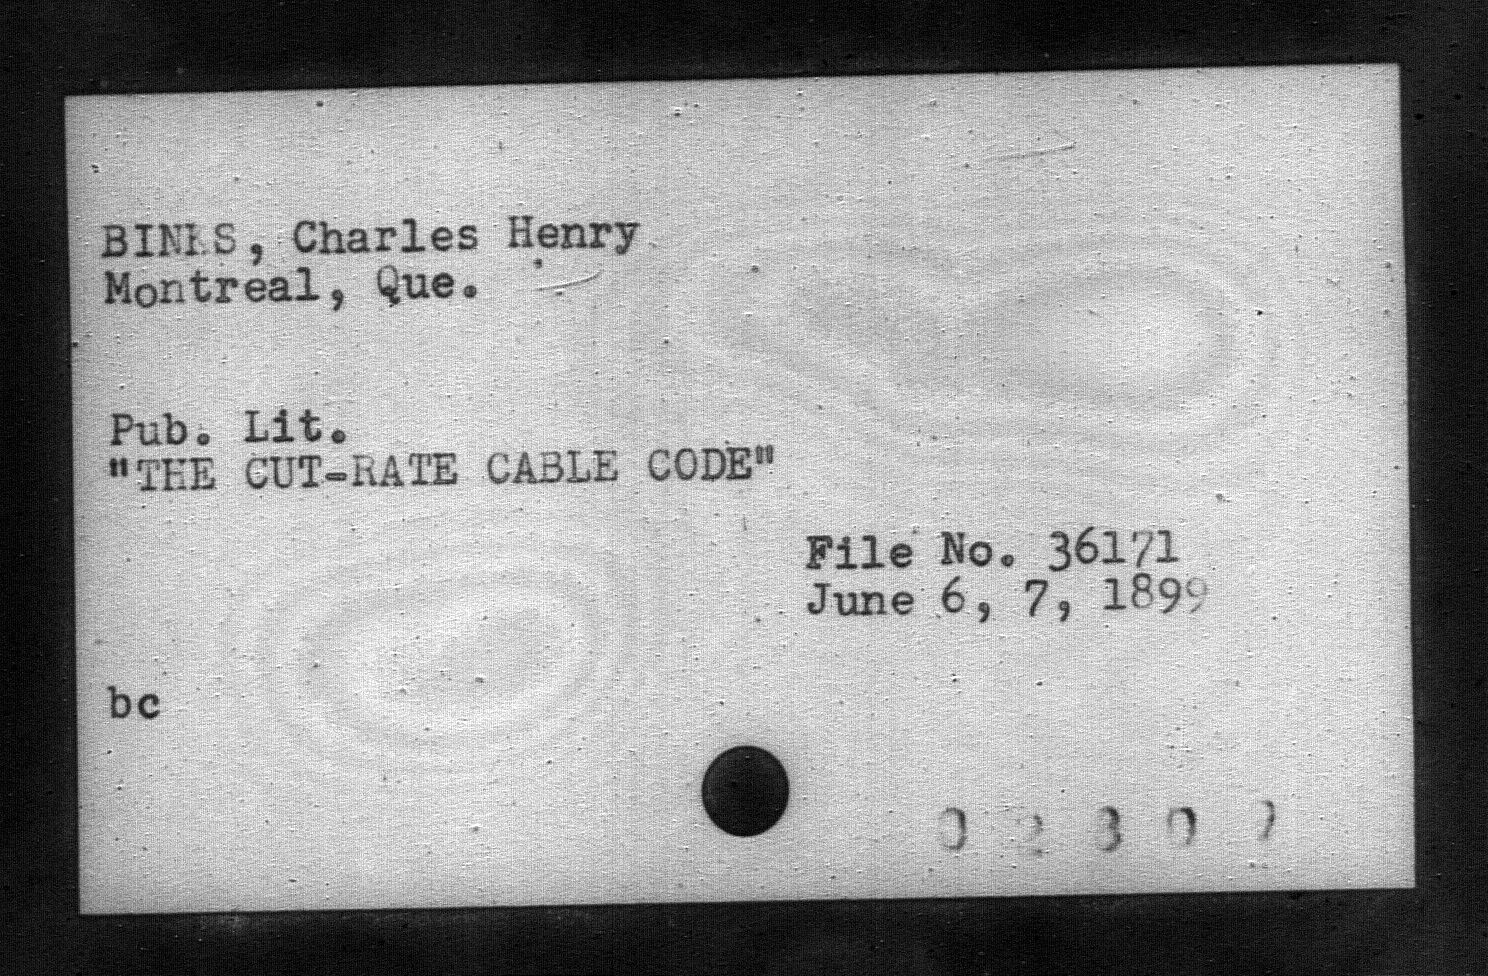 BINKS, Charles Henry
Montreal, Que.
Pub. Lit.
"THE CUT-RATE CABLE CODE"
File No. 36171
June 6, 7, 1899
bc